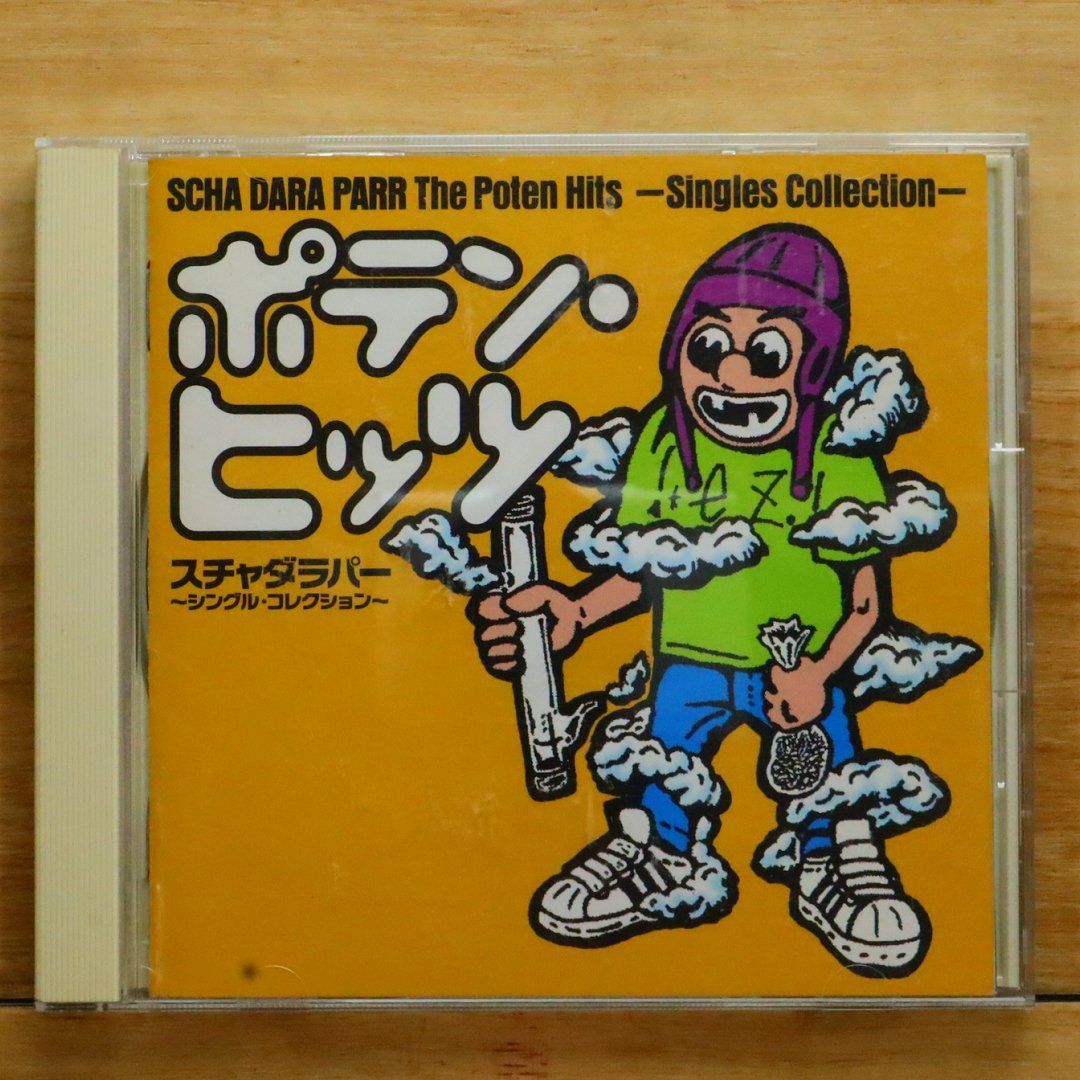 SCHA DARA PARR The Poten Hits —Singles Collection—
ポテン・
ヒッツ
スチャダラパー
～シングル・コレクション～